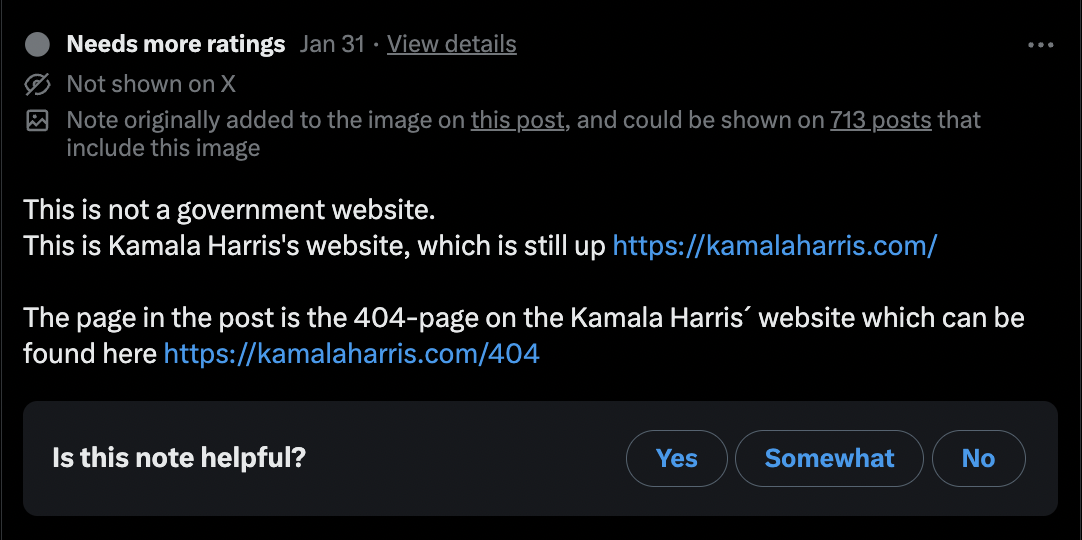 Needs more ratings Jan 31 · View details
Not shown on X
Note originally added to the image on this post, and could be shown on 713 posts that
include this image
This is not a government website.
This is Kamala Harris's website, which is still up https://kamalaharris.com/
The page in the post is the 404-page on the Kamala Harris´ website which can be
found here https://kamalaharris.com/404
Is this note helpful? Yes Somewhat No